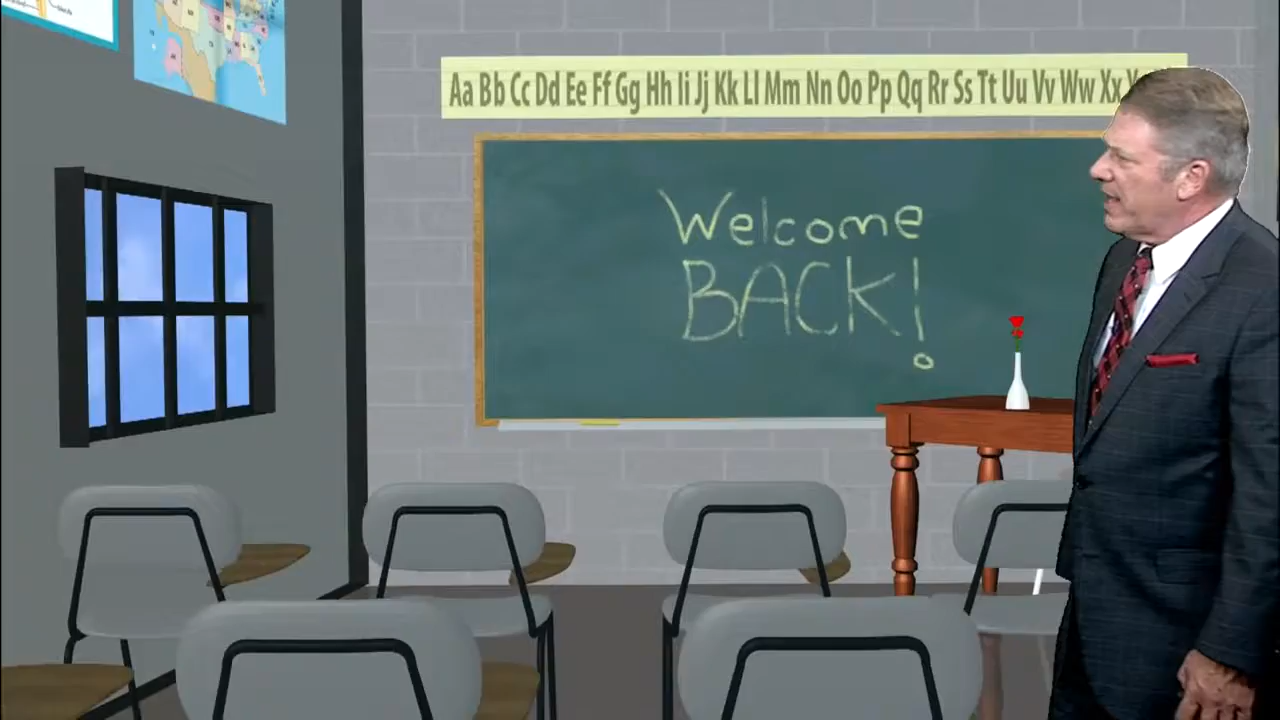 Aa Bb Cc Dd Ee Ff Gg Hh Ii Jj Kk Ll Mm Nn Oo Pp Qq Rr Ss Tt Uu Vv Ww Xx
Welcome
BACK!